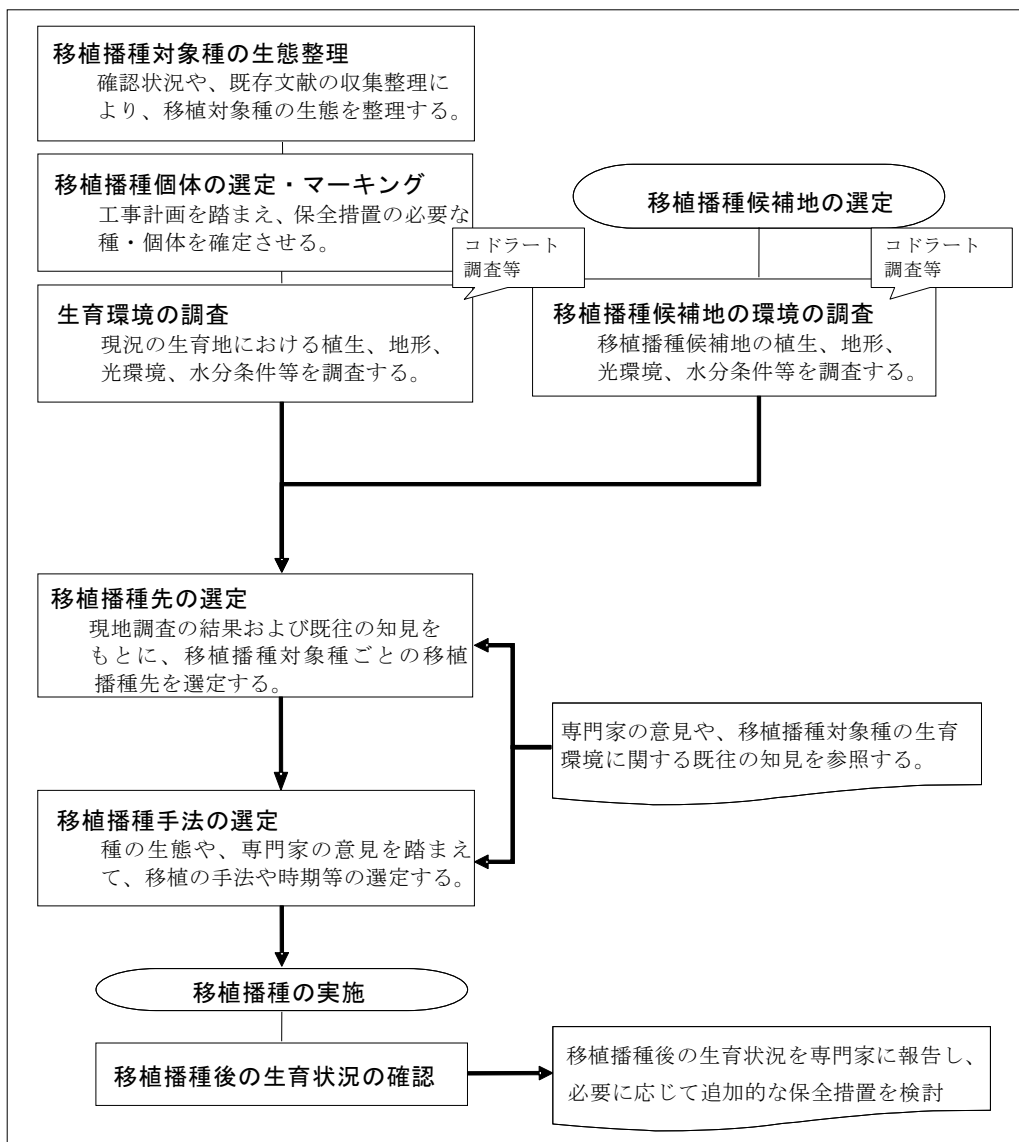 移植播種対象種の生態整理
確認状況や、既存文献の収集整理に
より、移植対象種の生態を整理する。
移植播種個体の選定・マーキング
工事計画を踏まえ、保全措置の必要な
種・個体を確定させる。
移植播種候補地の選定
コドラート
調査等
コドラート
調査等
生育環境の調査
現況の生育地における植生、地形、
光環境、水分条件等を調査する。
移植播種候補地の環境の調査
移植播種候補地の植生、地形、
光環境、水分条件等を調査する。
移植播種先の選定
現地調査の結果および既往の知見を
もとに、移植播種対象種ごとの移植
播種先を選定する。
専門家の意見や、移植播種対象種の生育
環境に関する既往の知見を参照する。
移植播種手法の選定
種の生態や、専門家の意見を踏まえ
て、移植の手法や時期等の選定する。
移植播種の実施
移植播種後の生育状況の確認
移植播種後の生育状況を専門家に報告し、
必要に応じて追加的な保全措置を検討